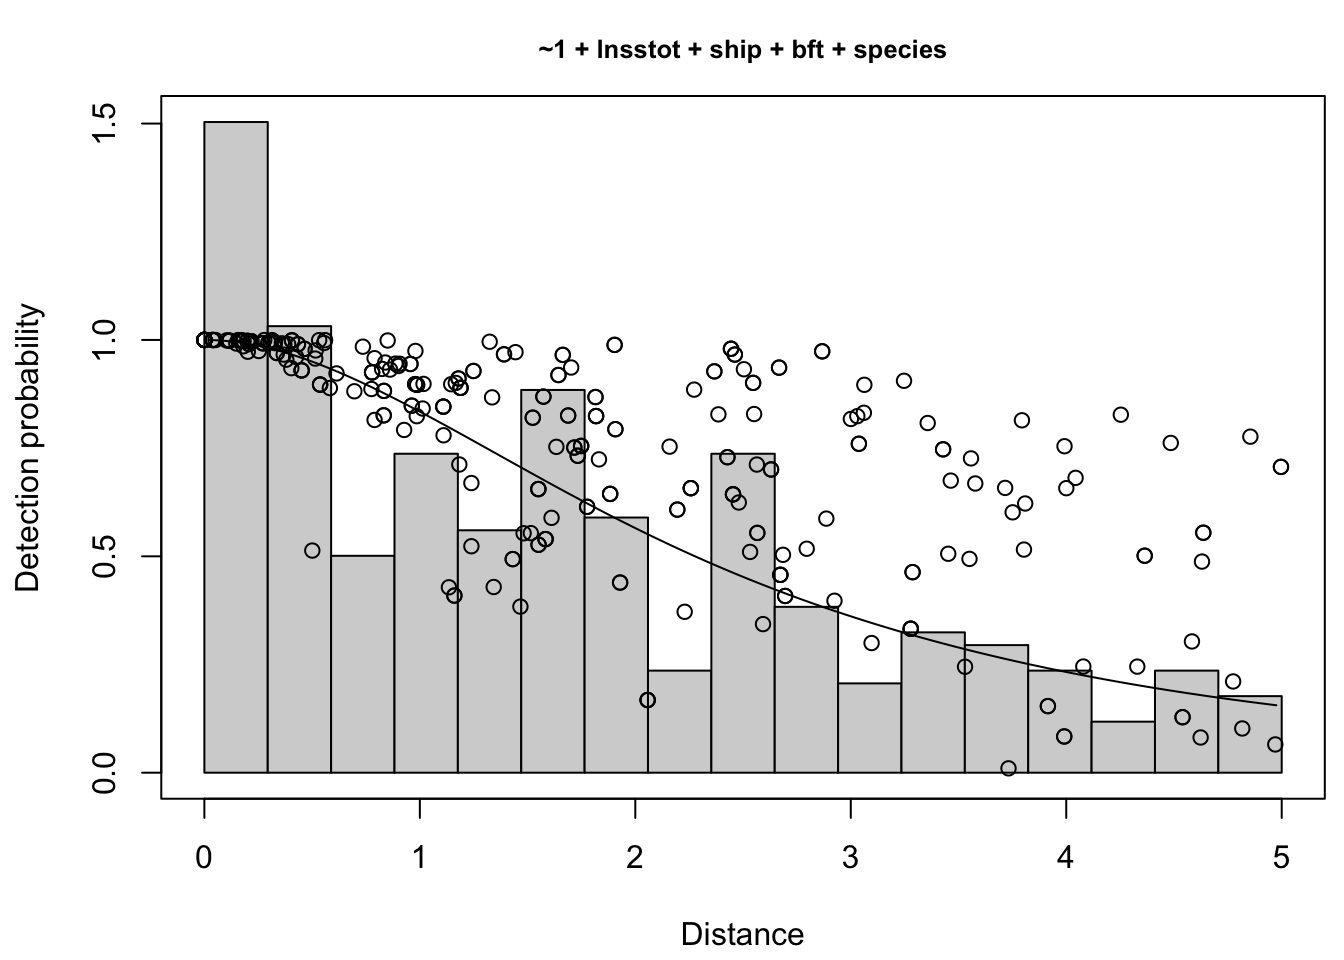 ~1 + lnsstot + ship + bft + species
Detection probability
1.5
1.0
0.5
0.0
0 1 2 3 4 5
Distance